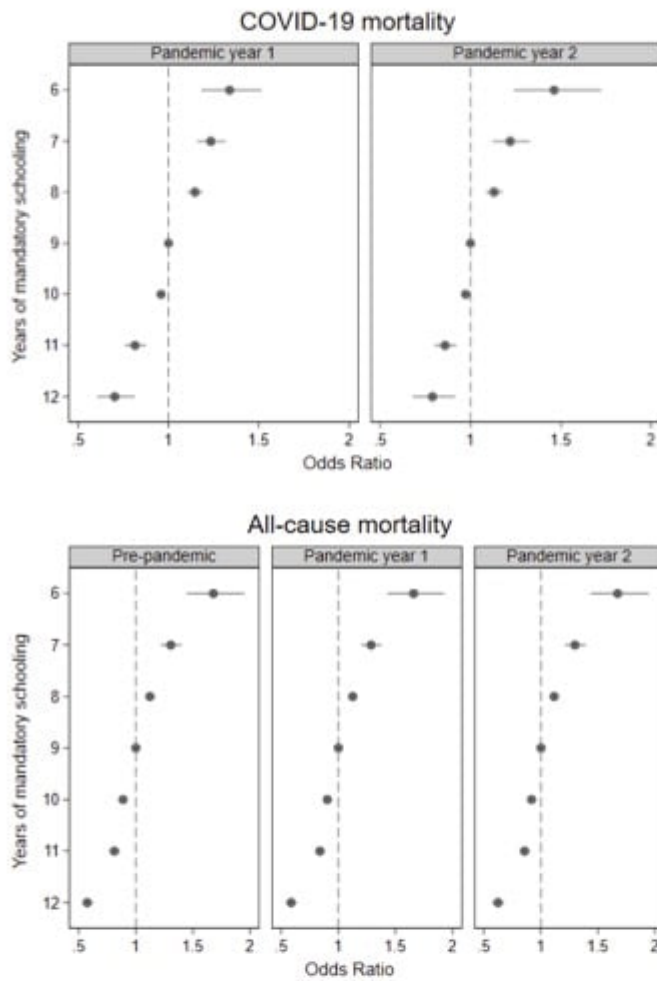 COVID-19 mortality
Pandemic year 1 Pandemic year 2
Years of mandatory schooling
6
7
8
9
10
11
12
.5 1 1.5 2 .5 1 1.5 2
Odds Ratio
All-cause mortality
Pre-pandemic Pandemic year 1 Pandemic year 2
Years of mandatory schooling
6
7
8
9
10
11
12
.5 1 1.5 2 .5 1 1.5 2 .5 1 1.5 2
Odds Ratio